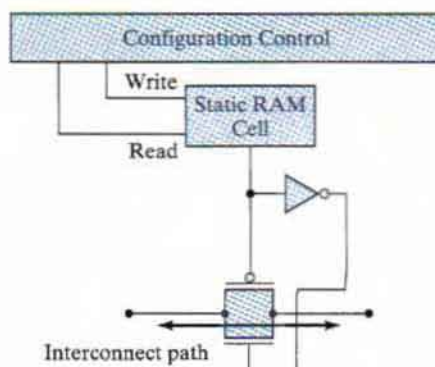 Configuration Control
Write
Static RAM
Cell
Read
Interconnect path